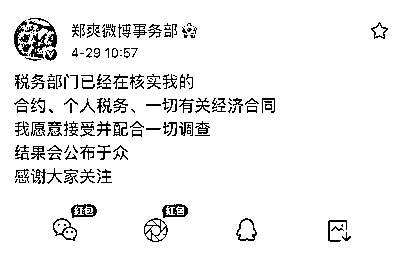 郑爽微博事务部
4-29 10:57
税务部门已经在核实我的
合约、个人税务、一切有关经济合同
我愿意接受并配合一切调查
结果会公布于众
感谢大家关注
红包
红包